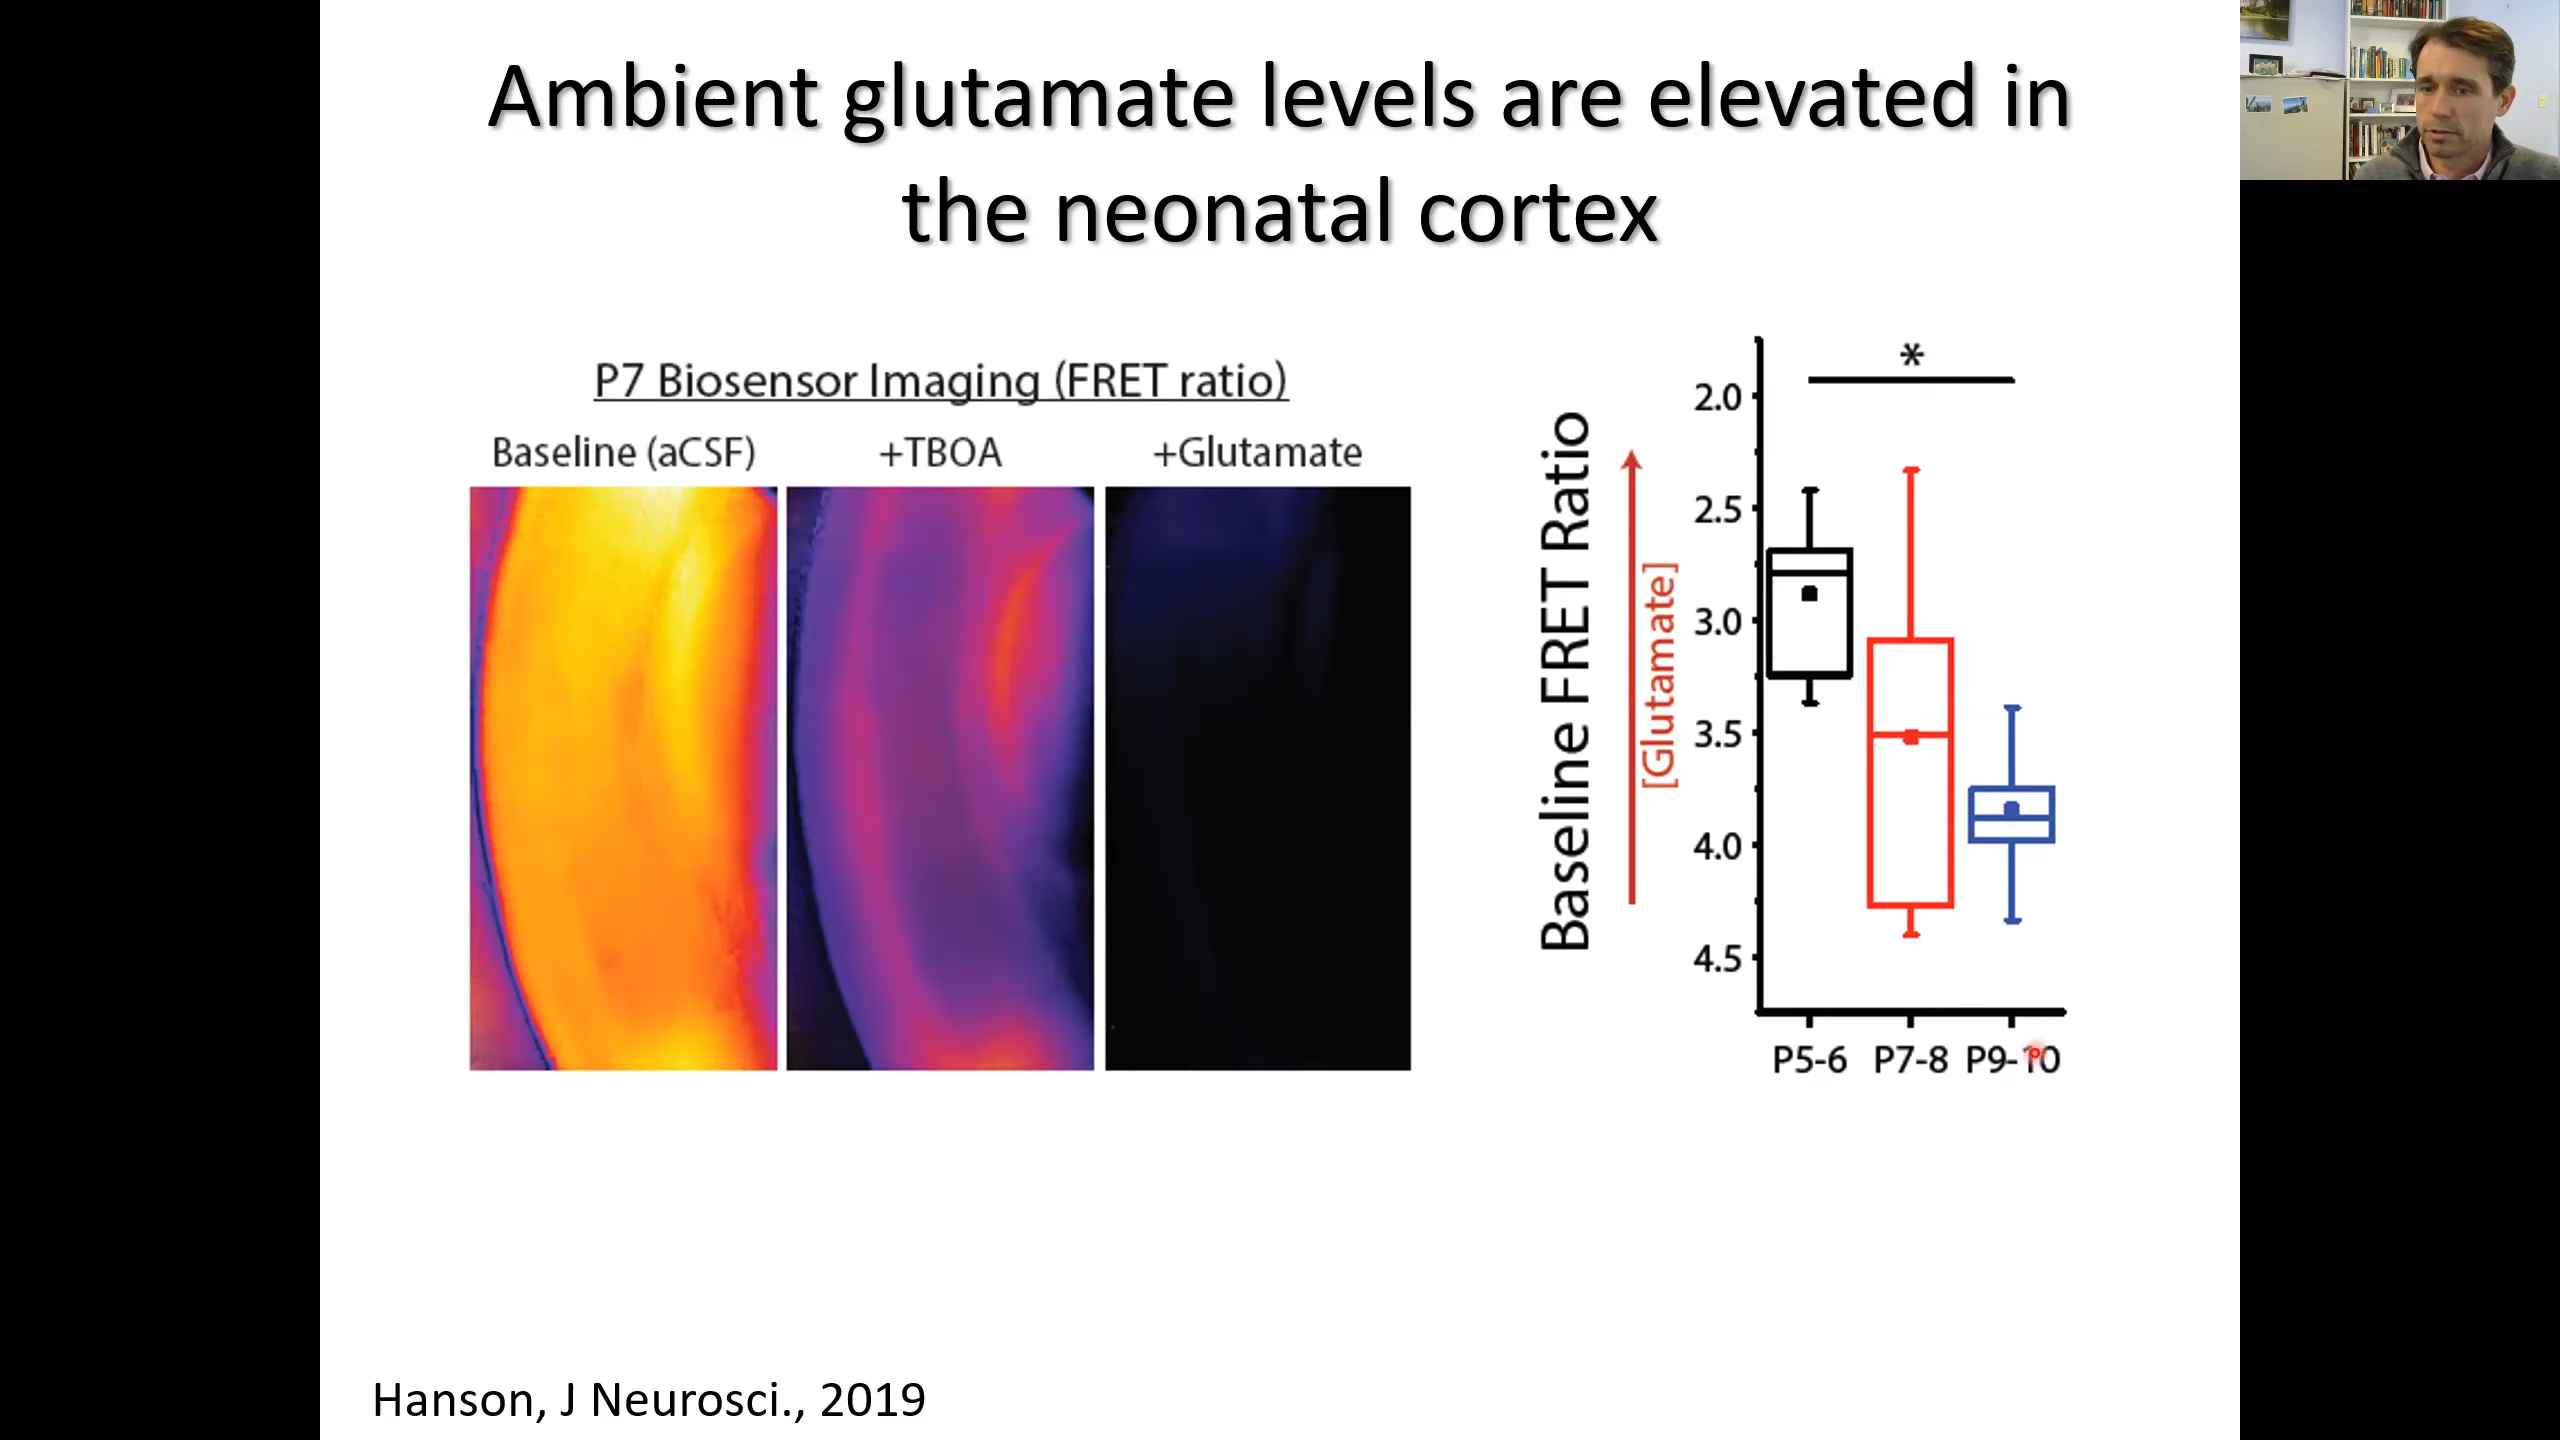 Ambient glutamate levels are elevated in
the neonatal cortex
P7 Biosensor Imaging (FRET ratio)
Baseline (aCSF)
+TBOA
+Glutamate
Baseline FRET Ratio
[Glutamate]
*
2.0
2.5
3.0
3.5
4.0
4.5
P5-6
P7-8
P9-10
Hanson, J Neurosci., 2019